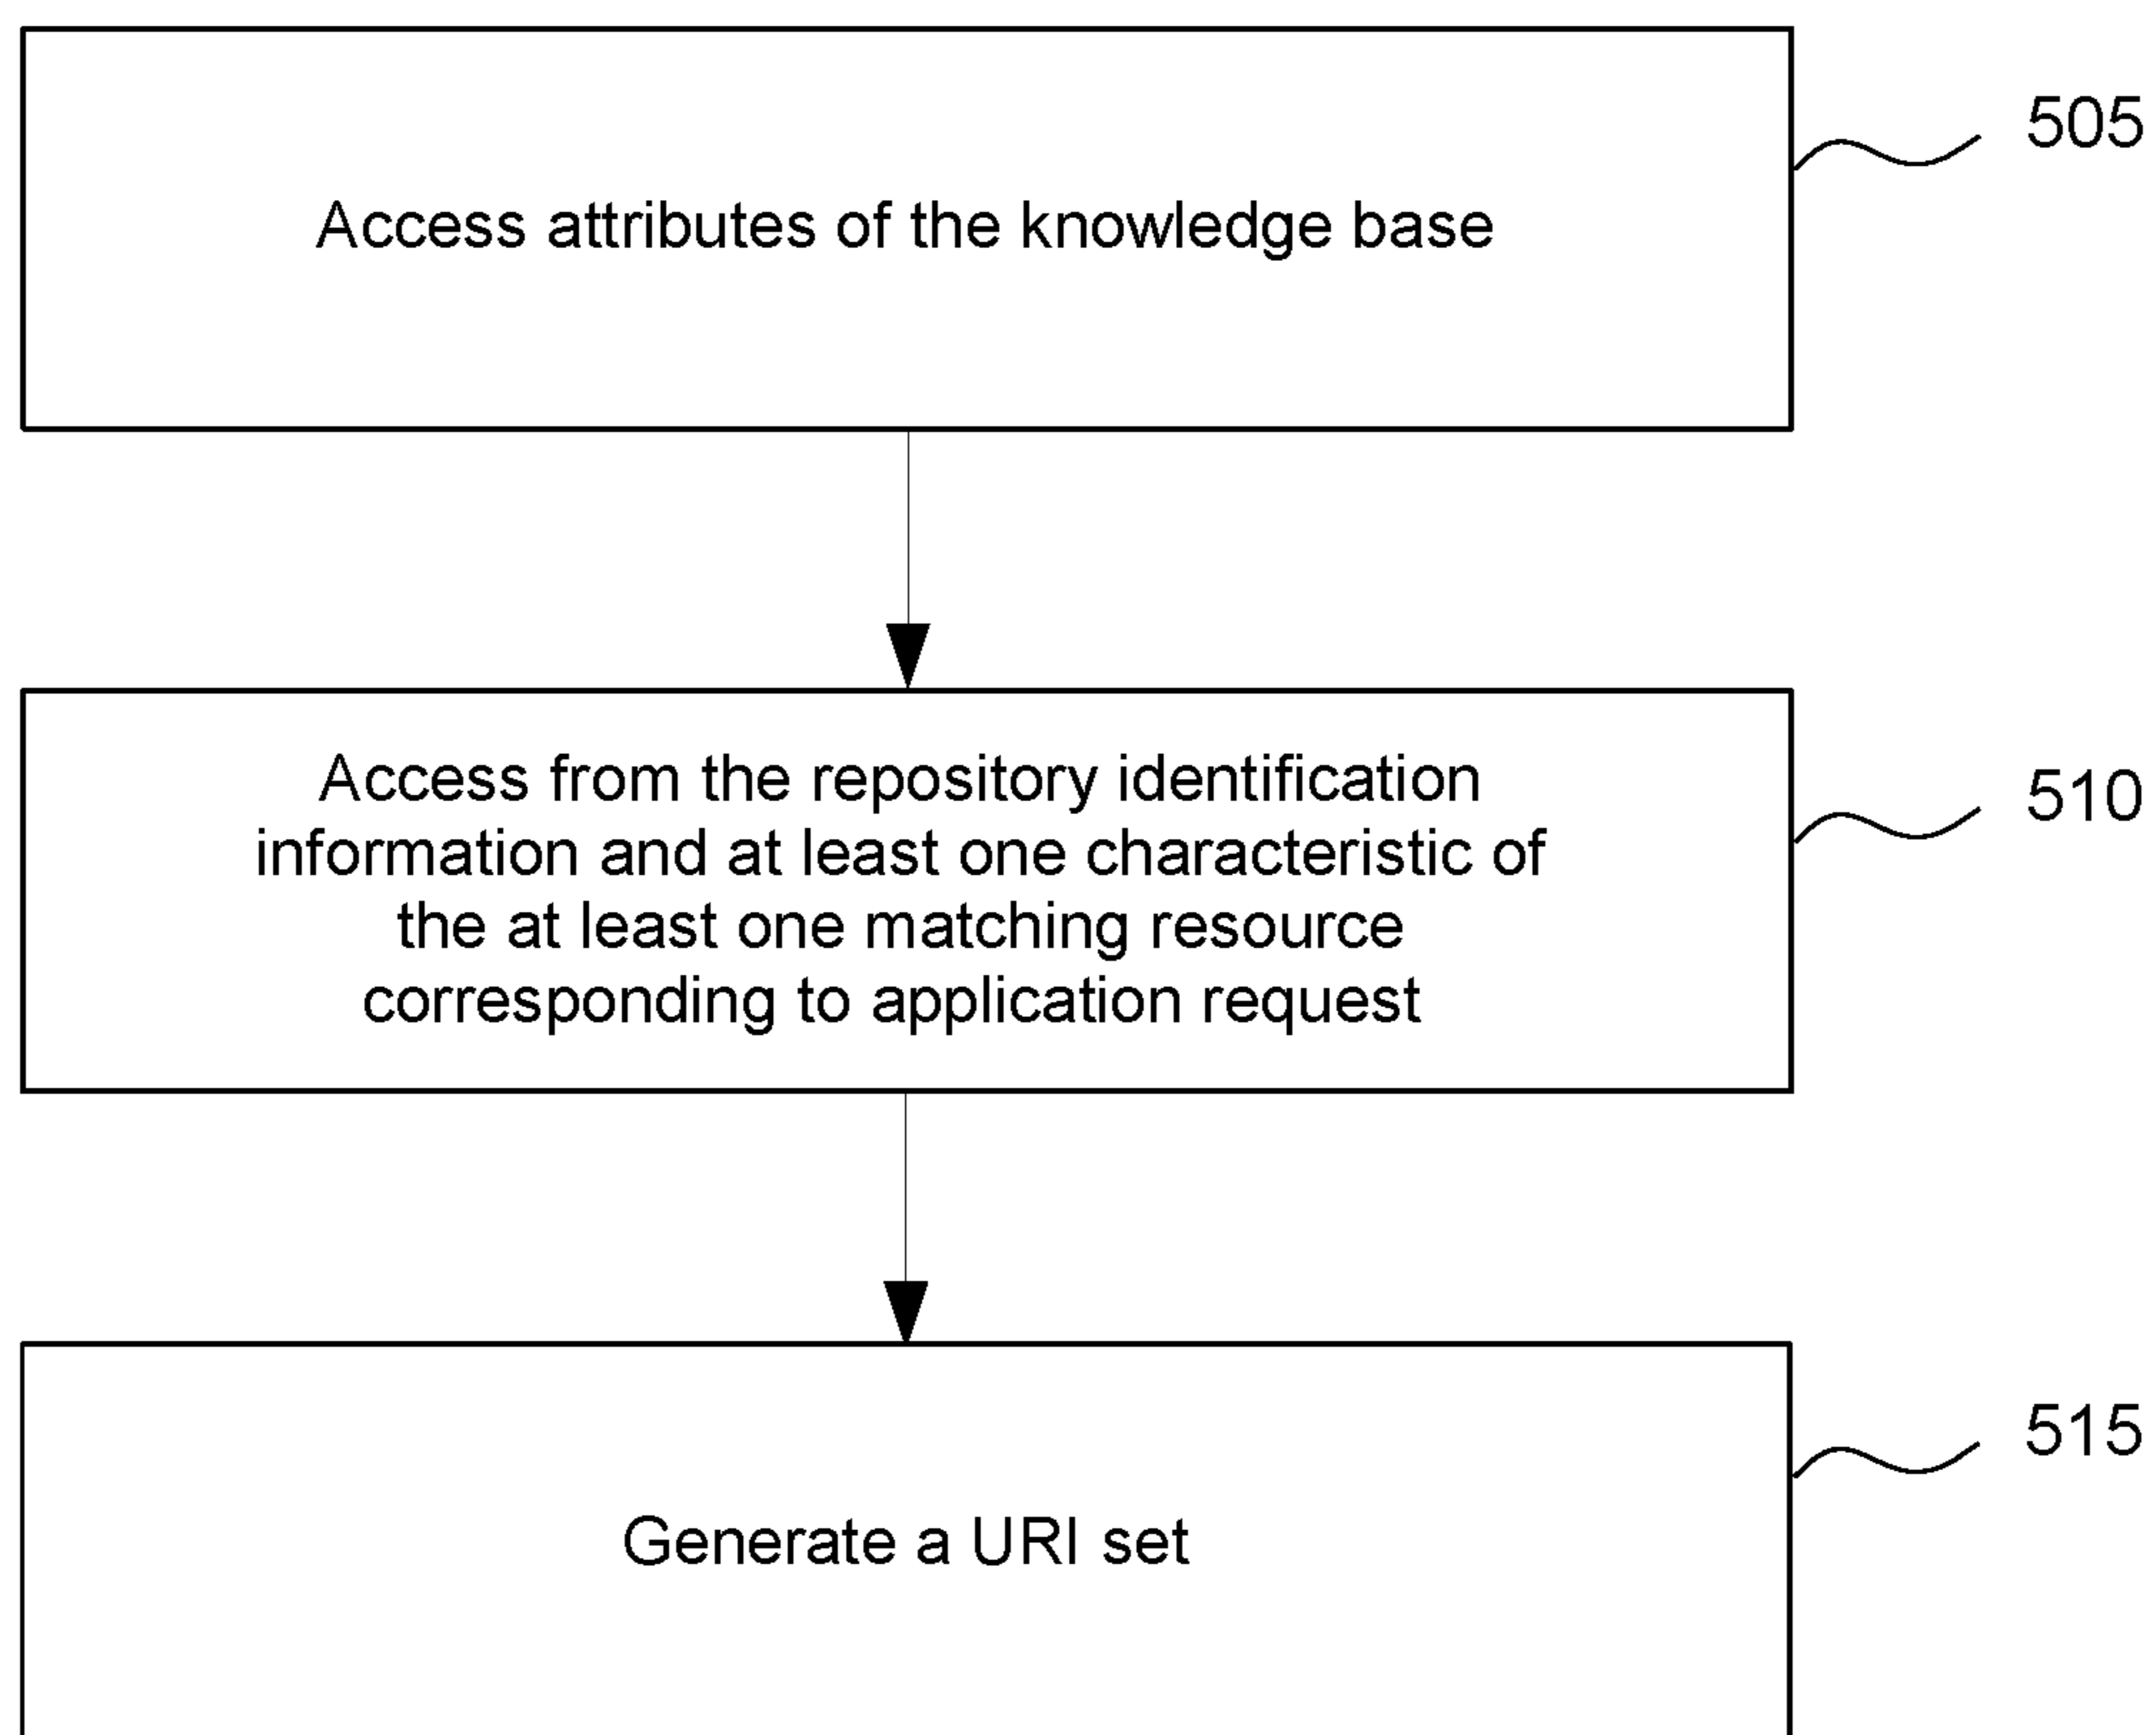 505
Access attributes of the knowledge base
Access from the repository identification
information and at least one characteristic of
the at least one matching resource
corresponding to application request
510
515
Generate a URI set